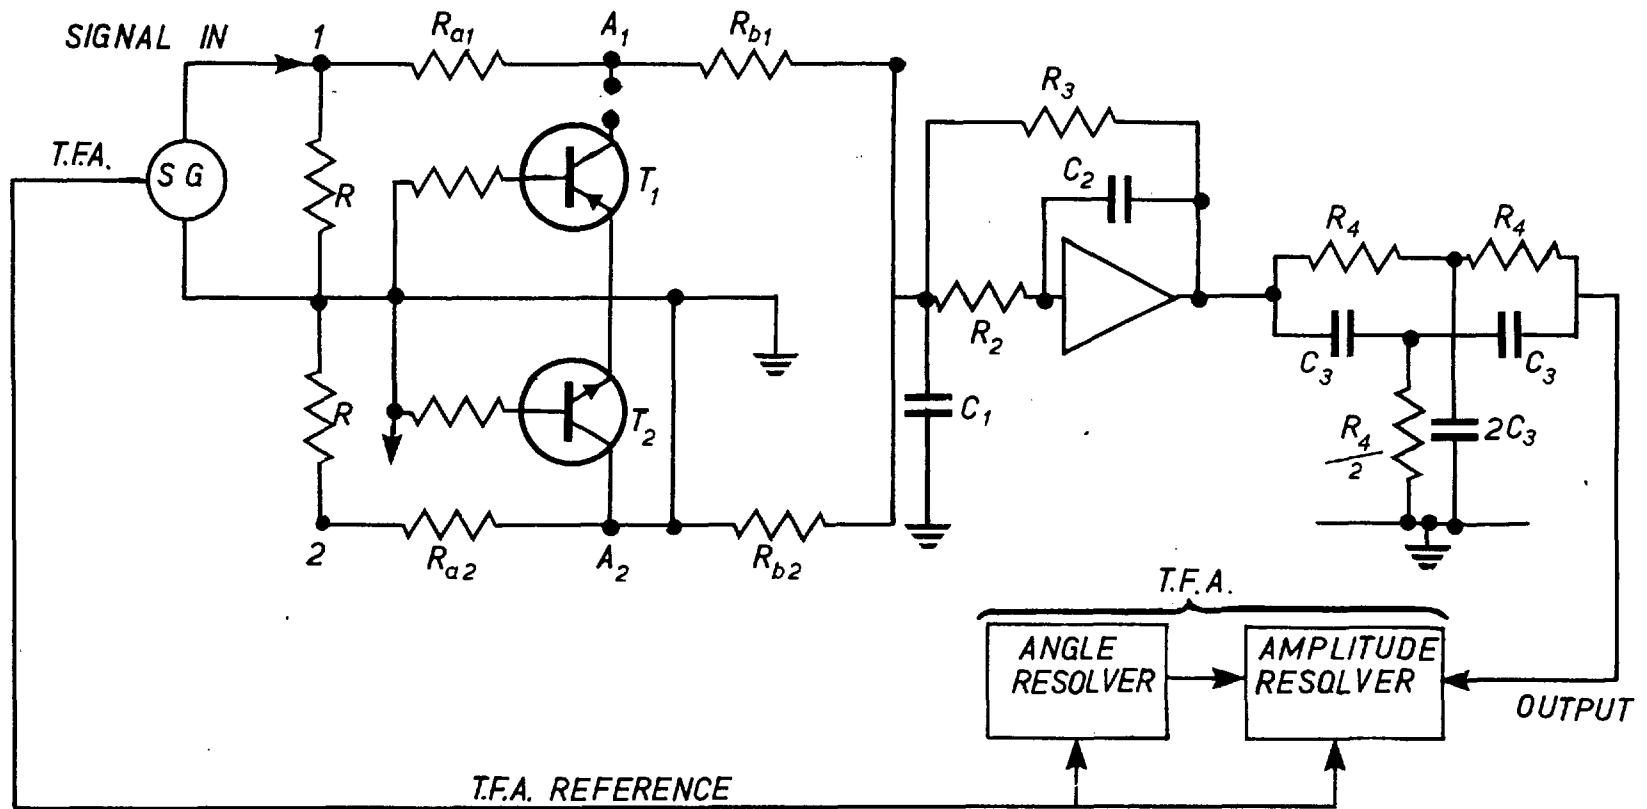 SIGNAL IN
1
Ra1
A1
Rb1
R3
T.F.A.
SG
R
T1
C2
R4
R4
R2
C3
C3
R
T2
C1
R4/2
2C3
2
Ra2
A2
Rb2
T.F.A.
ANGLE
RESOLVER
AMPLITUDE
RESOLVER
OUTPUT
T.F.A. REFERENCE